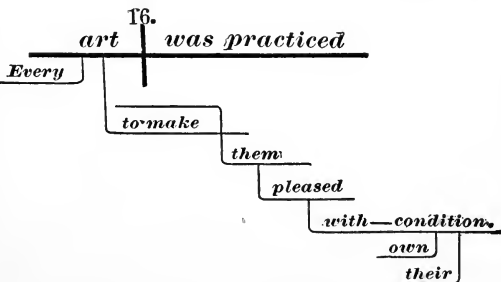 16.
art was practiced
Every
to make
them
pleased
with—condition.
own
their